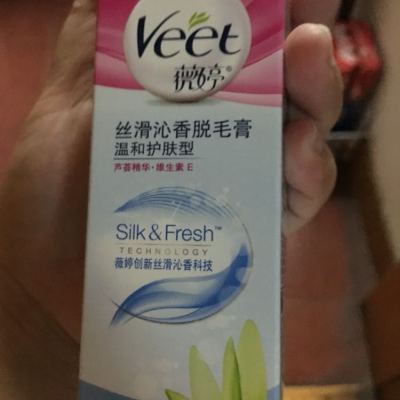 Veet
薇婷®
丝滑沁香脱毛膏
温和护肤型
芦荟精华·维生素 E
Silk & Fresh™
TECHNOLOGY
薇婷创新丝滑沁香科技